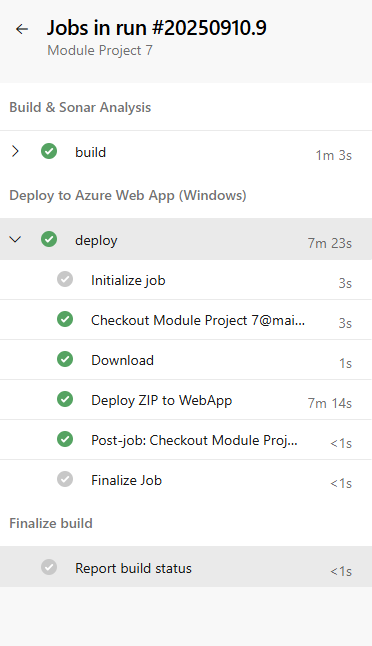 Jobs in run #20250910.9
Module Project 7
Build & Sonar Analysis
build 1m 3s
Deploy to Azure Web App (Windows)
deploy 7m 23s
Initialize job 3s
Checkout Module Project 7@mai... 3s
Download 1s
Deploy ZIP to WebApp 7m 14s
Post-job: Checkout Module Proj... <1s
Finalize Job <1s
Finalize build
Report build status <1s